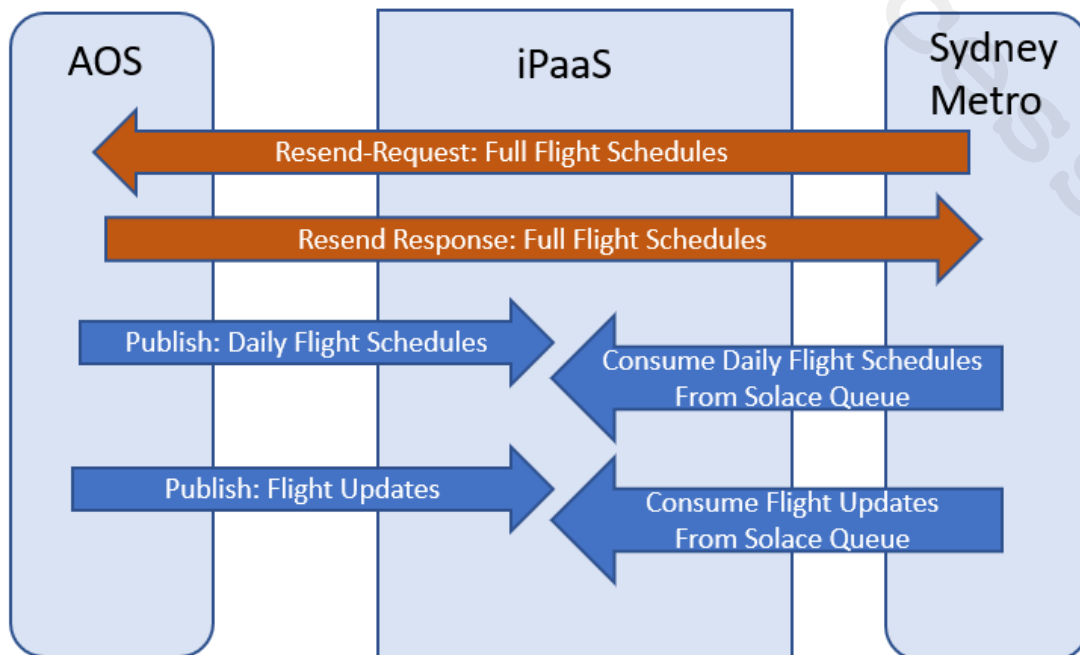 AOS
iPaaS
Sydney
Metro
Resend-Request: Full Flight Schedules
Resend Response: Full Flight Schedules
Publish: Daily Flight Schedules
Consume Daily Flight Schedules
From Solace Queue
Publish: Flight Updates
Consume Flight Updates
From Solace Queue